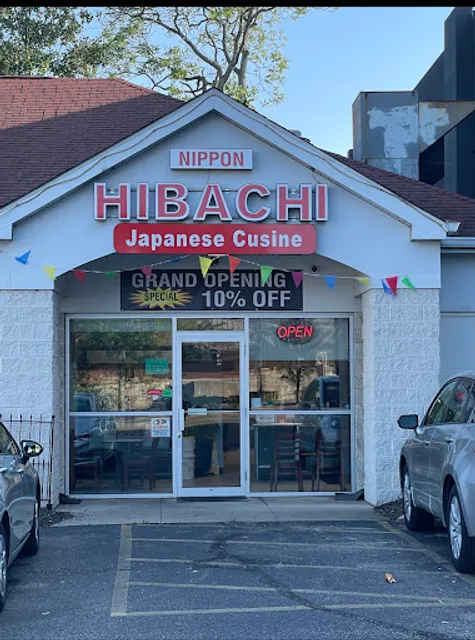 NIPPON
HIBACHI
Japanese Cusine
GRAND OPENING
SPECIAL 10% OFF
OPEN